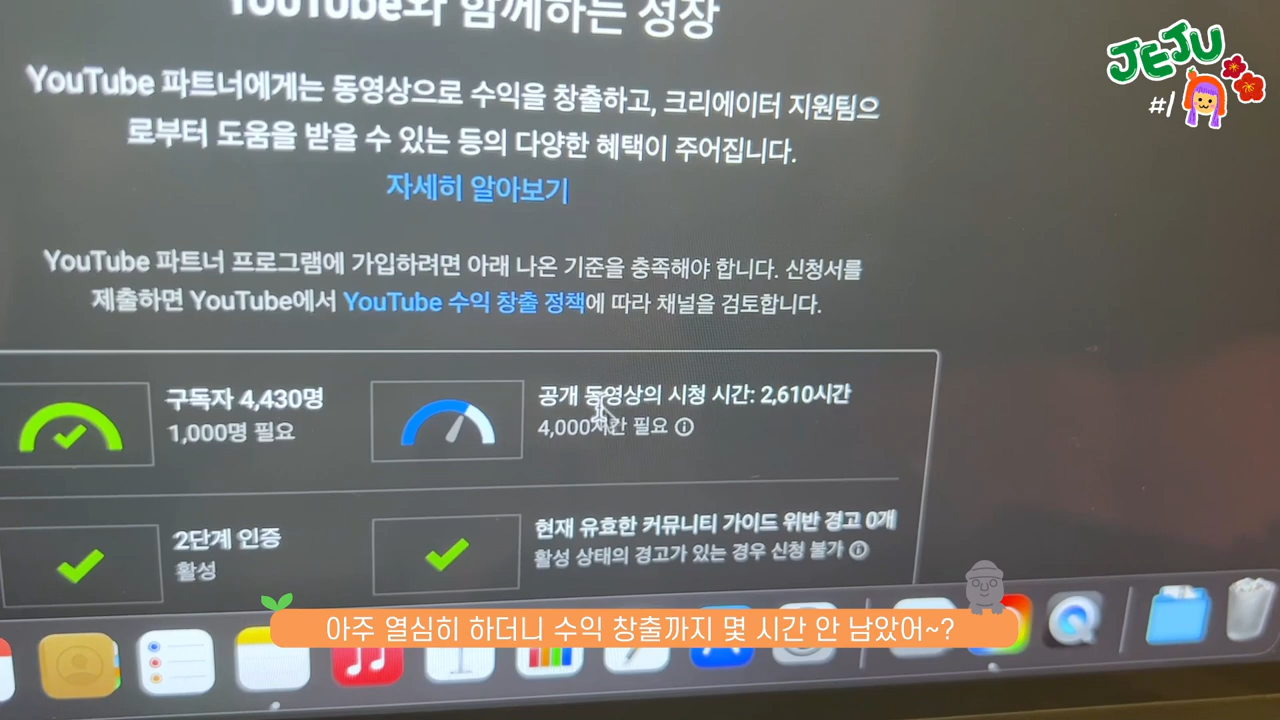 YouTube와 함께하는 성장
JEJU
#1
YouTube 파트너에게는 동영상으로 수익을 창출하고, 크리에이터 지원팀으
로부터 도움을 받을 수 있는 등의 다양한 혜택이 주어집니다.
자세히 알아보기
YouTube 파트너 프로그램에 가입하려면 아래 나온 기준을 충족해야 합니다. 신청서를
제출하면 YouTube에서 YouTube 수익 창출 정책에 따라 채널을 검토합니다.
구독자 4,430명
1,000명 필요
공개 동영상의 시청 시간: 2,610시간
4,000시간 필요
2단계 인증
활성
현재 유효한 커뮤니티 가이드 위반 경고 0개
활성 상태의 경고가 있는 경우 신청 불가
아주 열심히 하더니 수익 창출까지 몇 시간 안 남았어~?